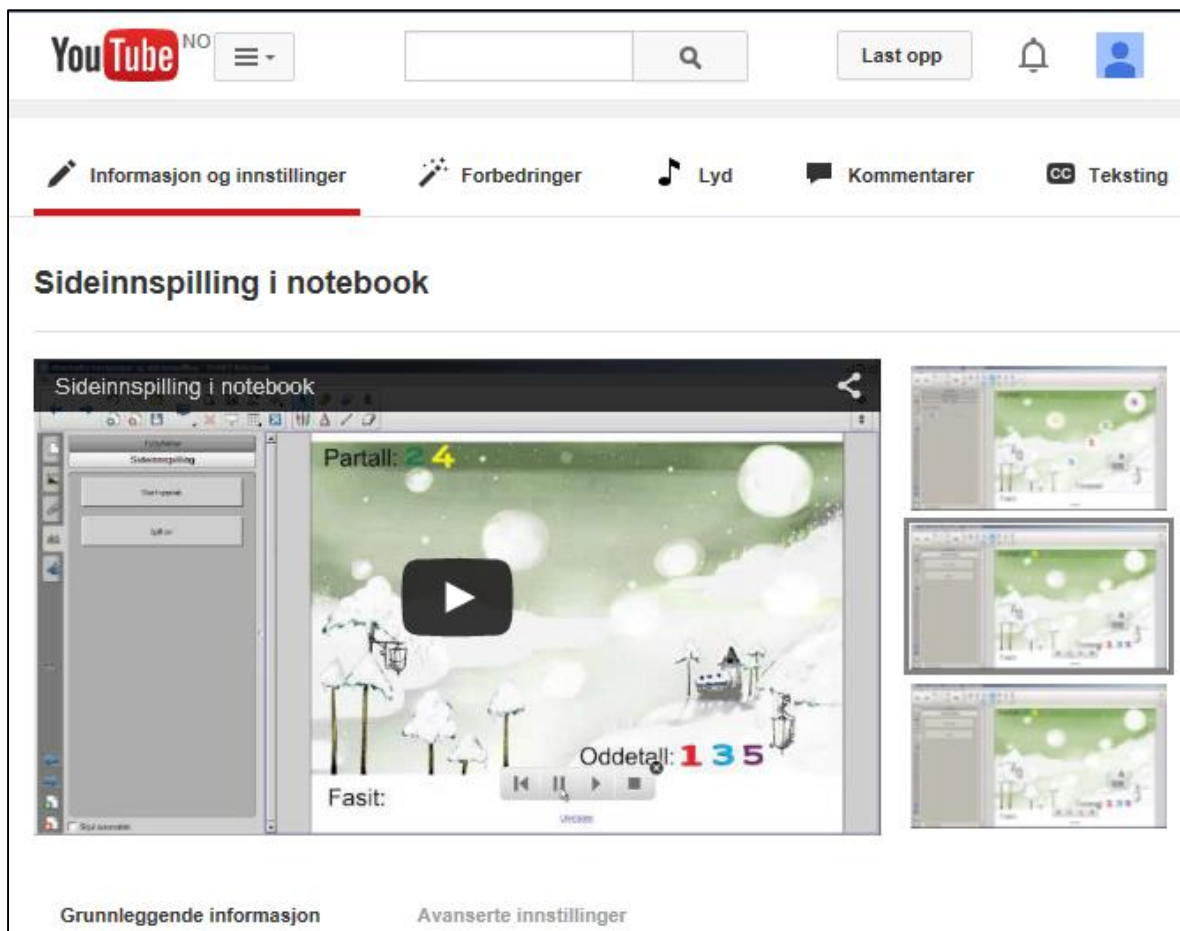 YouTube NO
Last opp
Informasjon og innstillinger
Forbedringer
Lyd
Kommentarer
CC Teksting
Sideinnspilling i notebook
Sideinnspilling i notebook
Sideinnspilling
Partall: 2 4
Oddetall: 1 3 5
Fasit:
Grunnleggende informasjon
Avanserte innstillinger